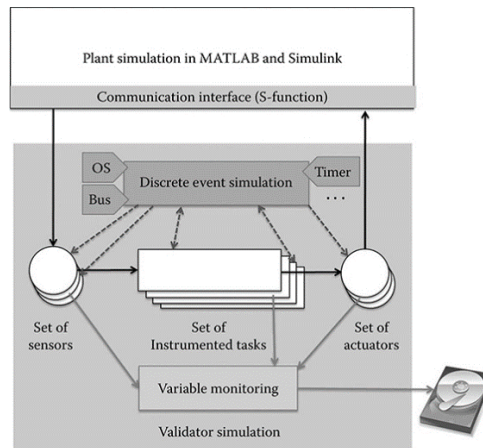 Plant simulation in MATLAB and Simulink
Communication interface (S-function)
OS
Bus
Discrete event simulation
Timer
...
Set of
sensors
Set of
Instrumented tasks
Set of
actuators
Variable monitoring
Validator simulation